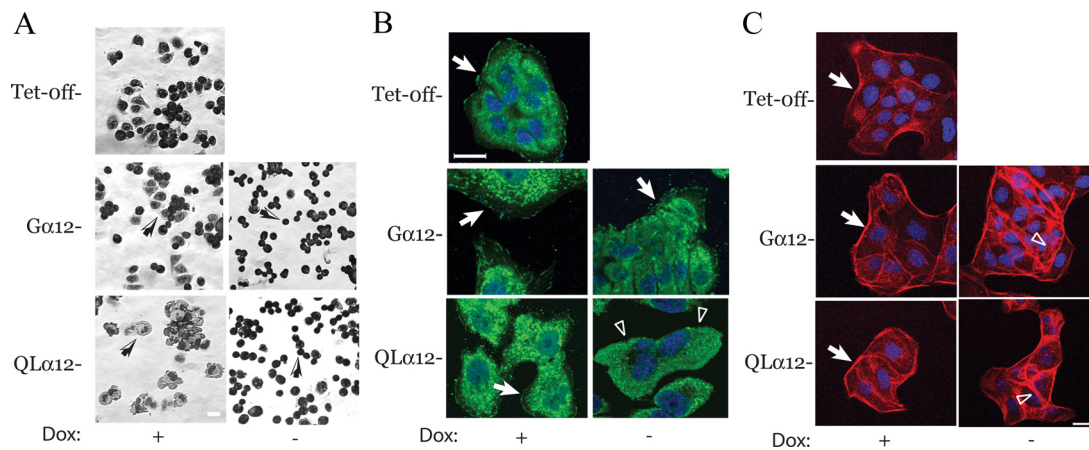 A
B
C
Tet-off-
Tet-off-
Tet-off-
Gα12-
Gα12-
Gα12-
QLα12-
QLα12-
QLα12-
Dox: + -
Dox: + -
Dox: + -